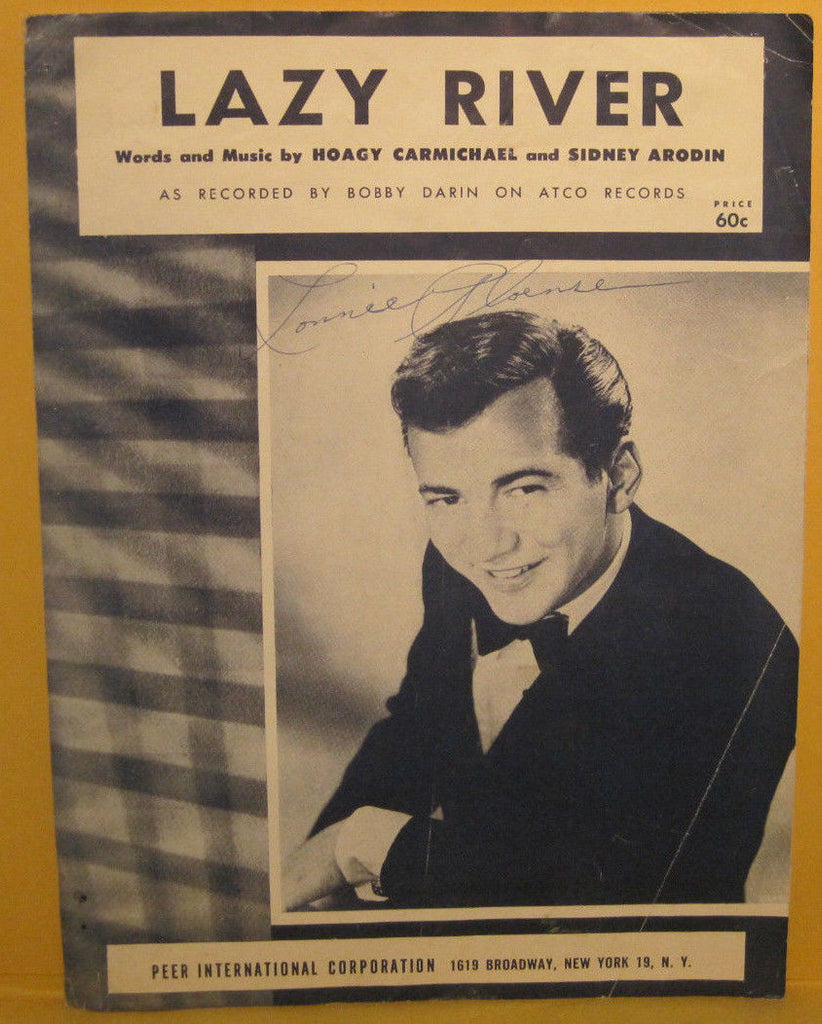 LAZY RIVER
Words and Music by HOAGY CARMICHAEL and SIDNEY ARODIN
AS RECORDED BY BOBBY DARIN ON ATCO RECORDS
PRICE
60c
Lonnie
PEER INTERNATIONAL CORPORATION 1619 BROADWAY, NEW YORK 19, N. Y.